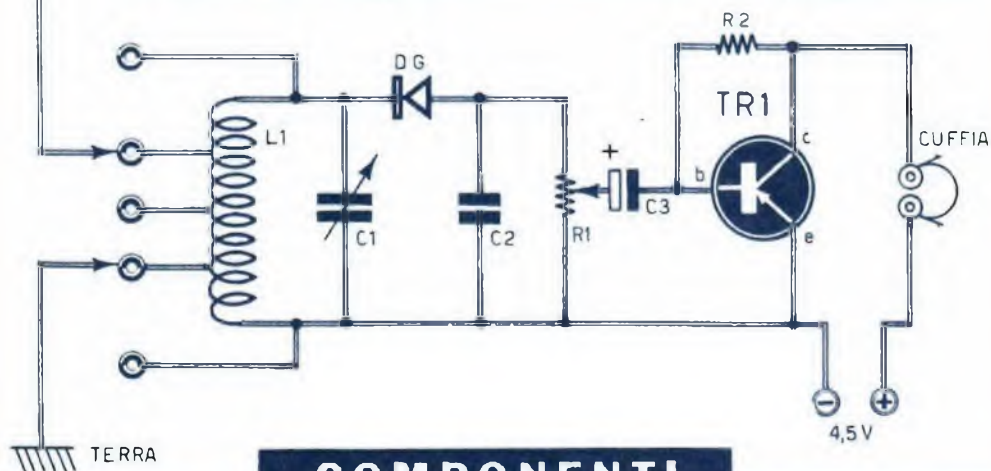 R2
DG
TR1
L1
c
CUFFIA
+
b
C3
C1
C2
R1
e
−
+
4,5 V
TERRA
COMPONENTI